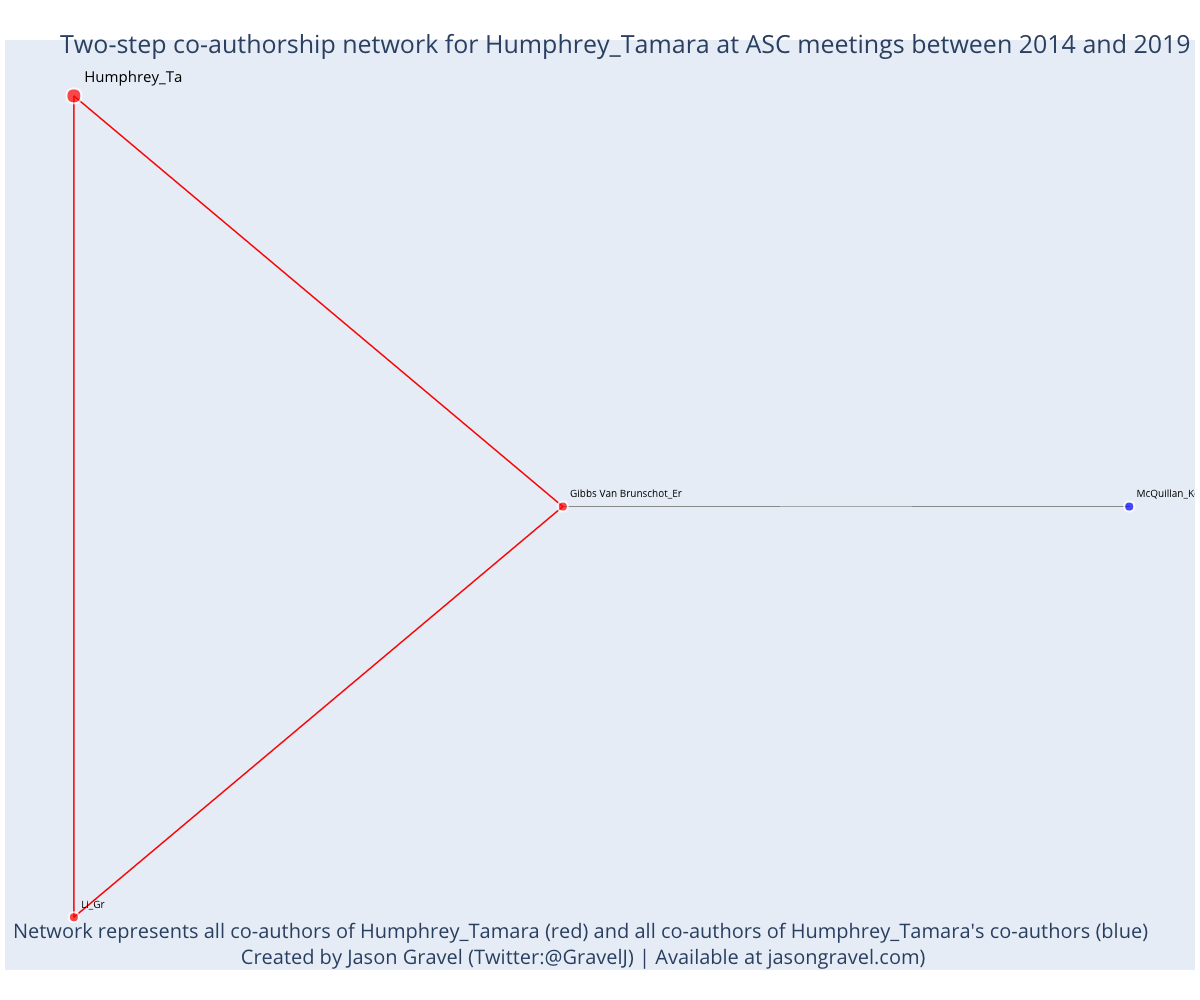 Two-step co-authorship network for Humphrey_Tamara at ASC meetings between 2014 and 2019
Humphrey_Ta
Gibbs Van Brunschot_Er
McQuillan_K
Li_Gr
Network represents all co-authors of Humphrey_Tamara (red) and all co-authors of Humphrey_Tamara's co-authors (blue)
Created by Jason Gravel (Twitter:@GravelJ) | Available at jasongravel.com)